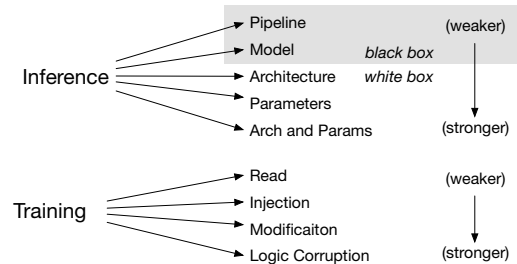 Pipeline (weaker)
Model black box
Inference Architecture white box
Parameters
Arch and Params (stronger)
Read (weaker)
Injection
Training
Modificaiton
Logic Corruption (stronger)